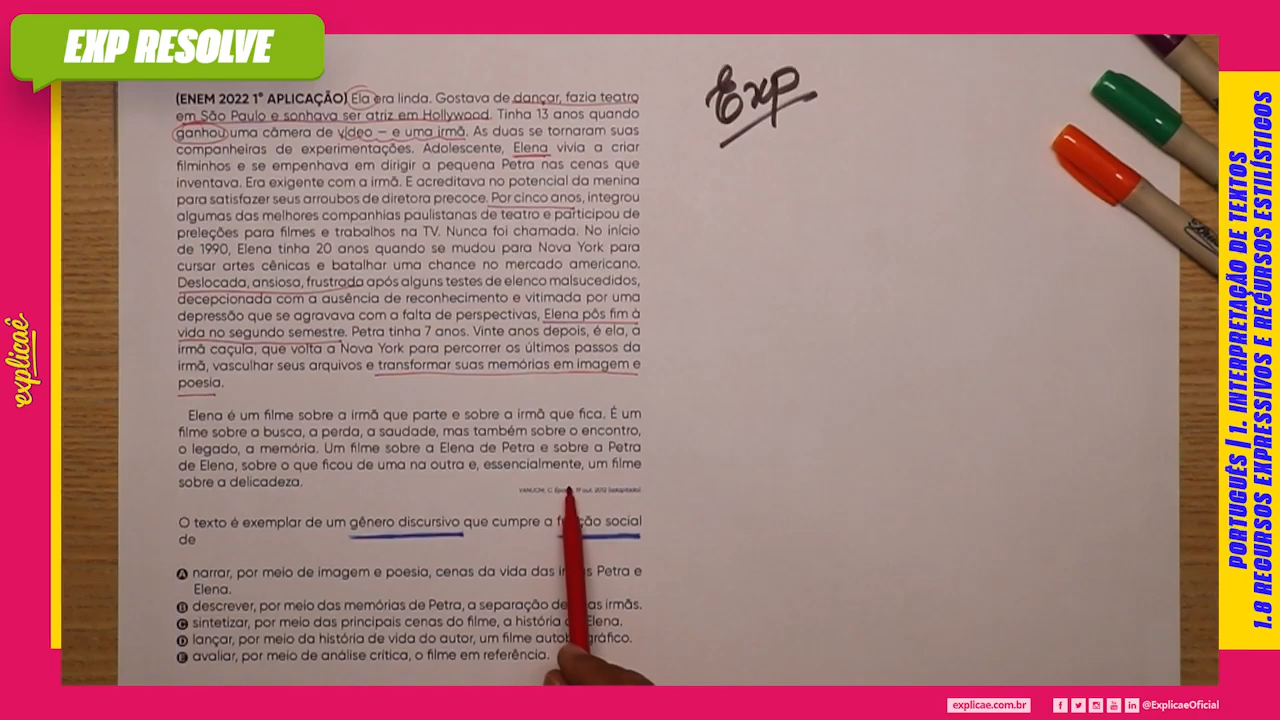 EXP RESOLVE
(ENEM 2022 1° APLICAÇÃO) Ela era linda. Gostava de dançar, fazia teatro
em São Paulo e sonhava ser atriz em Hollywood. Tinha 13 anos quando
ganhou uma câmera de vídeo – e uma irmã. As duas se tornaram suas
companheiras de experimentações. Adolescente, Elena vivia a criar
filminhos e se empenhava em dirigir a pequena Petra nas cenas que
inventava. Era exigente com a irmã. E acreditava no potencial da menina
para satisfazer seus arroubos de diretora precoce. Por cinco anos, integrou
algumas das melhores companhias paulistanas de teatro e participou de
preleções para filmes e trabalhos na TV. Nunca foi chamada. No início
de 1990, Elena tinha 20 anos quando se mudou para Nova York para
cursar artes cênicas e batalhar uma chance no mercado americano.
Deslocada, ansiosa, frustrada após alguns testes de elenco malsucedidos,
decepcionada com a ausência de reconhecimento e vitimada por uma
depressão que se agravava com a falta de perspectivas, Elena pôs fim à
vida no segundo semestre. Petra tinha 7 anos. Vinte anos depois, é ela, a
irmã caçula, que volta a Nova York para percorrer os últimos passos da
irmã, vasculhar seus arquivos e transformar suas memórias em imagem e
poesia.
Elena é um filme sobre a irmã que parte e sobre a irmã que fica. É um
filme sobre a busca, a perda, a saudade, mas também sobre o encontro,
o legado, a memória. Um filme sobre a Elena de Petra e sobre a Petra
de Elena, sobre o que ficou de uma na outra e, essencialmente, um filme
sobre a delicadeza.
VANUCHI, C. 19 out. 2012 (adaptado)
O texto é exemplar de um gênero discursivo que cumpre a função social
de
A narrar, por meio de imagem e poesia, cenas da vida das irmãs Petra e
Elena.
B descrever, por meio das memórias de Petra, a separação de duas irmãs.
C sintetizar, por meio das principais cenas do filme, a história de Elena.
D lançar, por meio da história de vida do autor, um filme autobiográfico.
E avaliar, por meio de análise crítica, o filme em referência.
Exp
explicaê
PORTUGUÊS | 1. INTERPRETAÇÃO DE TEXTOS
1.8 RECURSOS EXPRESSIVOS E RECURSOS ESTILÍSTICOS
explicae.com.br
@ExplicaeOficial